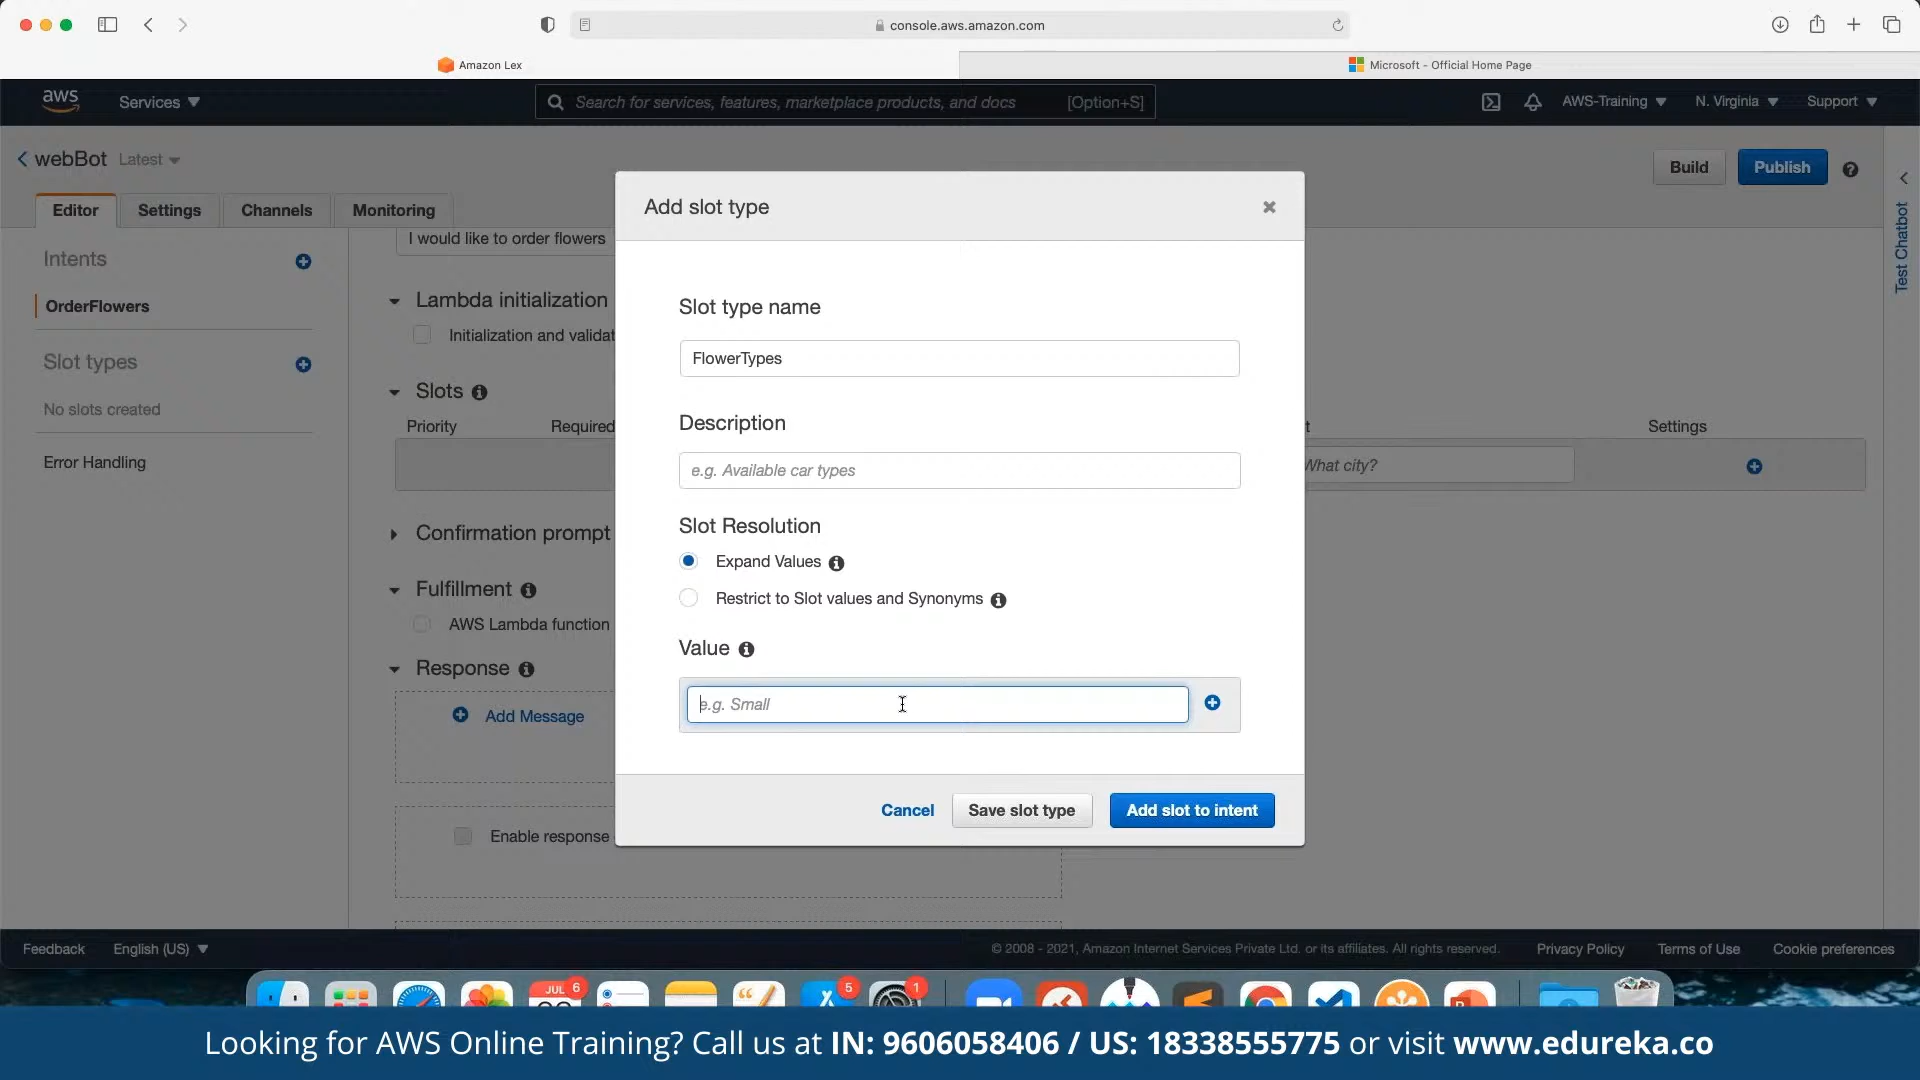 console.aws.amazon.com
Amazon Lex
Microsoft - Official Home Page
aws
Services
Search for services, features, marketplace products, and docs
[Option+S]
AWS-Training
N. Virginia
Support
webBot Latest
Build
Publish
Editor
Settings
Channels
Monitoring
Test Chatbot
Intents
OrderFlowers
Slot types
No slots created
Error Handling
I would like to order flowers
Lambda initialization
Initialization and validat
Slots
Priority
Required
t
Settings
What city?
Confirmation prompt
Fulfillment
AWS Lambda function
Response
Add Message
Enable response
Add slot type
Slot type name
FlowerTypes
Description
e.g. Available car types
Slot Resolution
Expand Values
Restrict to Slot values and Synonyms
Value
e.g. Small
Cancel
Save slot type
Add slot to intent
Feedback
English (US)
© 2008 - 2021, Amazon Internet Services Private Ltd. or its affiliates. All rights reserved.
Privacy Policy
Terms of Use
Cookie preferences
JUL
6
5
1
Looking for AWS Online Training? Call us at IN: 9606058406 / US: 18338555775 or visit www.edureka.co